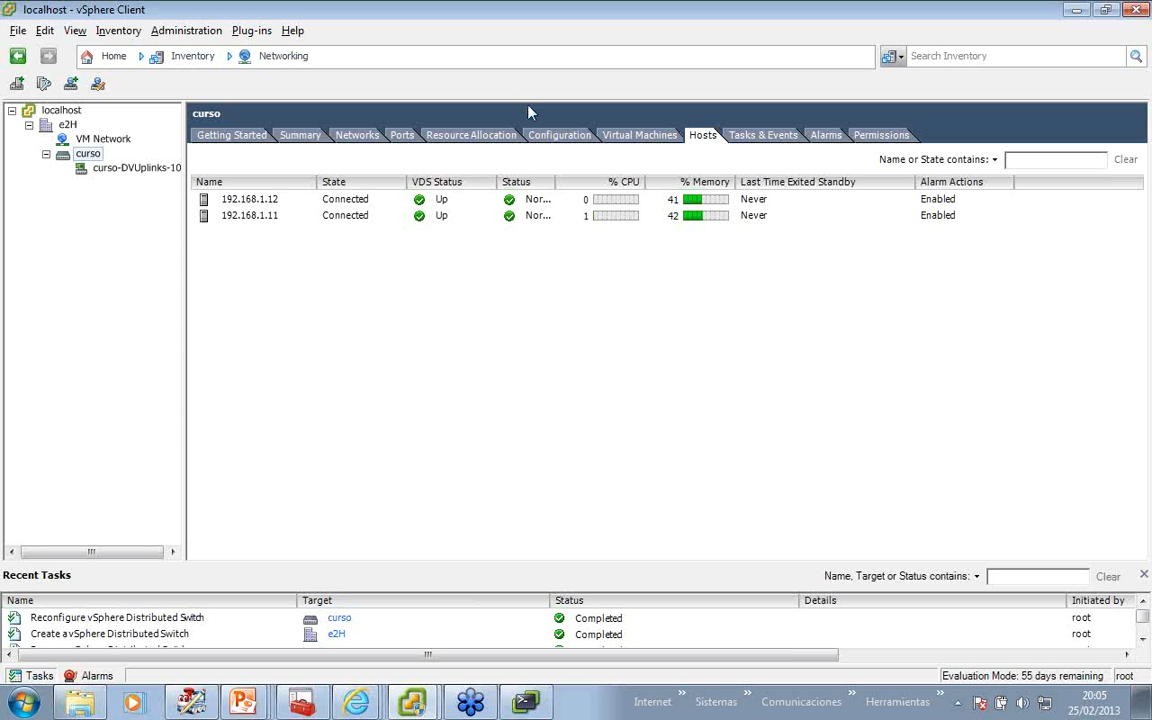 localhost - vSphere Client
File Edit View Inventory Administration Plug-ins Help
Home Inventory Networking Search Inventory
localhost
e2H
VM Network
curso
curso-DVUplinks-10
curso
Getting Started Summary Networks Ports Resource Allocation Configuration Virtual Machines Hosts Tasks & Events Alarms Permissions
Name or State contains: Clear
Name State VDS Status Status % CPU % Memory Last Time Exited Standby Alarm Actions
192.168.1.12 Connected Up Nor... 0 41 Never Enabled
192.168.1.11 Connected Up Nor... 1 42 Never Enabled
Recent Tasks Name, Target or Status contains: Clear
Name Target Status Details Initiated by
Reconfigure vSphere Distributed Switch curso Completed root
Create a vSphere Distributed Switch e2H Completed root
Tasks Alarms Evaluation Mode: 55 days remaining root
Internet Sistemas Comunicaciones Herramientas 20:05
25/02/2013